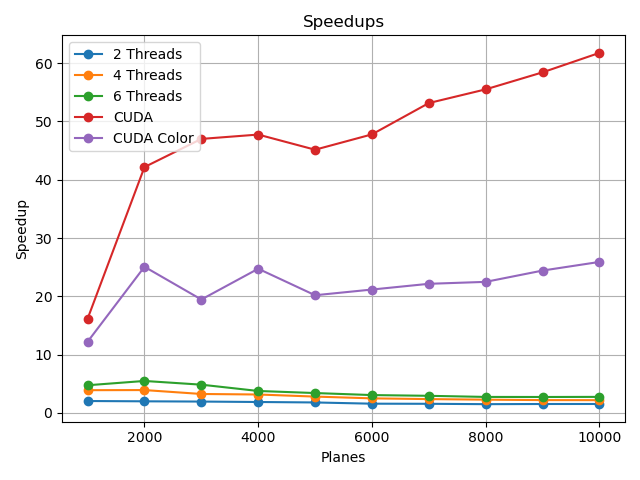 Speedups
2 Threads
4 Threads
6 Threads
CUDA
CUDA Color
60
50
40
30
20
10
0
Speedup
2000 4000 6000 8000 10000
Planes